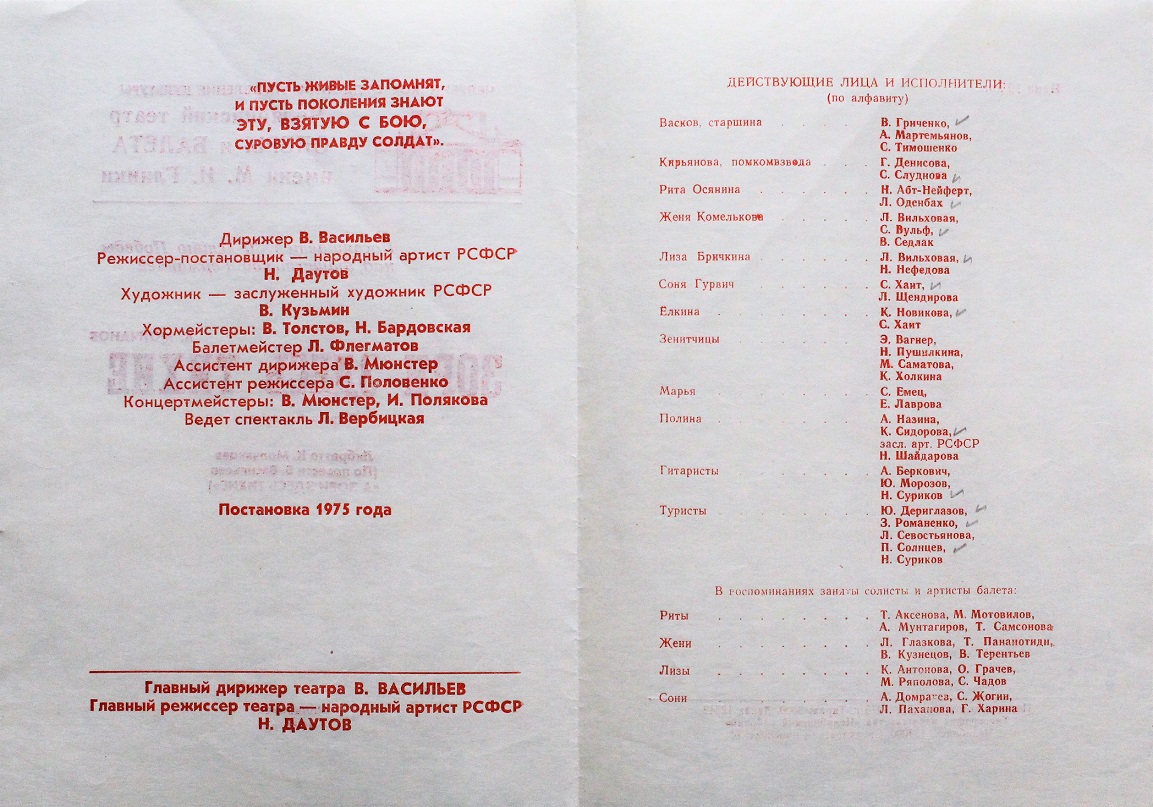 «ПУСТЬ ЖИВЫЕ ЗАПОМНЯТ,
И ПУСТЬ ПОКОЛЕНИЯ ЗНАЮТ
ЭТУ, ВЗЯТУЮ С БОЮ,
СУРОВУЮ ПРАВДУ СОЛДАТ».
Дирижер В. Васильев
Режиссер-постановщик — народный артист РСФСР
Н. Даутов
Художник — заслуженный художник РСФСР
В. Кузьмин
Хормейстеры: В. Толстов, Н. Бардовская
Балетмейстер Л. Флегматов
Ассистент дирижера В. Мюнстер
Ассистент режиссера С. Половенко
Концертмейстеры: В. Мюнстер, И. Полякова
Ведет спектакль Л. Вербицкая
Постановка 1975 года
Главный дирижер театра В. ВАСИЛЬЕВ
Главный режиссер театра — народный артист РСФСР
Н. ДАУТОВ
ДЕЙСТВУЮЩИЕ ЛИЦА И ИСПОЛНИТЕЛИ:
(по алфавиту)
Васков, старшина . . . . . В. Гриченко,
А. Мартемьянов,
С. Тимошенко
Кирьянова, помкомвзвода . . . . Г. Денисова,
С. Слуднова
Рита Осянина . . . . . . Н. Абт-Нейферт,
Л. Оденбах
Женя Комелькова . . . . . Л. Вильховая,
С. Вульф,
В. Седлак
Лиза Бричкина . . . . . . Л. Вильховая,
Н. Нефедова
Соня Гурвич . . . . . . С. Хаит,
Л. Щендирова
Ёлкина . . . . . . . К. Новикова,
С. Хаит
Зенитчицы . . . . . . . Э. Вагнер,
Н. Пушилкина,
М. Саматова,
К. Холкина
Марья . . . . . . . С. Емец,
Е. Лаврова
Полина . . . . . . . А. Назина,
К. Сидорова,
засл. арт. РСФСР
Н. Шайдарова
Гитаристы . . . . . . . А. Беркович,
Ю. Морозов,
Н. Суриков
Туристы . . . . . . . Ю. Дериглазов,
З. Романенко,
Л. Севостьянова,
П. Солнцев,
Н. Суриков
В воспоминаниях заняты солисты и артисты балета:
Риты . . . . . . . Т. Аксенова, М. Мотовилов,
А. Мунтагиров, Т. Самсонова
Жени . . . . . . . Л. Глазкова, Т. Панапотиди,
В. Кузнецов, В. Терентьев
Лизы . . . . . . . К. Антонова, О. Грачев,
М. Ряполова, С. Чадов
Сони . . . . . . . А. Домрачев, С. Жогин,
Л. Пахапова, Г. Харина